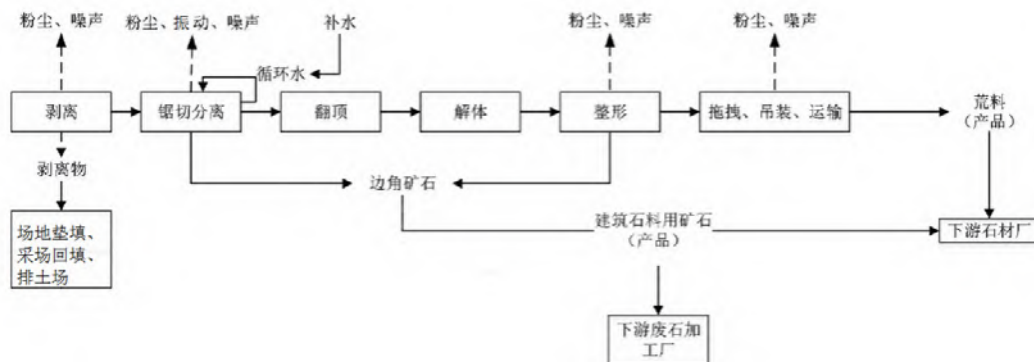 粉尘、噪声
粉尘、振动、噪声
补水
粉尘、噪声
粉尘、噪声
循环水
剥离
锯切分离
翻顶
解体
整形
拖拽、吊装、运输
荒料
（产品）
剥离物
边角矿石
场地垫填、
采场回填、
排土场
建筑石料用矿石
（产品）
下游石材厂
下游废石加
工厂